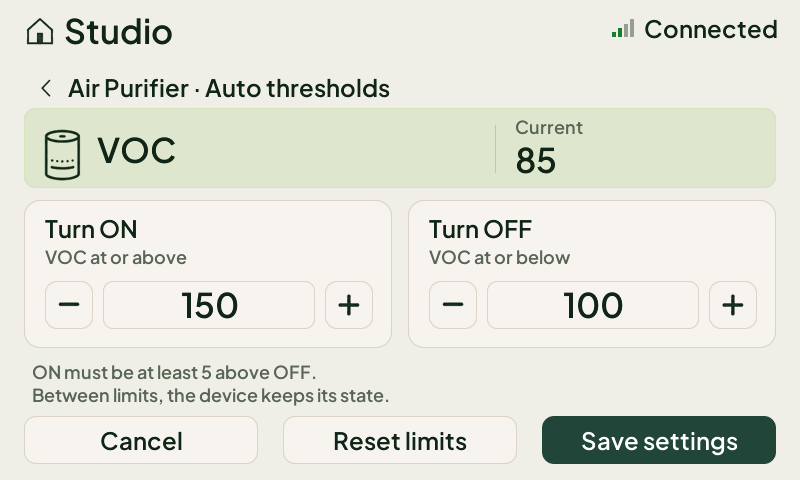 Studio
Connected
Air Purifier · Auto thresholds
VOC
Current
85
Turn ON
VOC at or above
− 150 +
Turn OFF
VOC at or below
− 100 +
ON must be at least 5 above OFF.
Between limits, the device keeps its state.
Cancel
Reset limits
Save settings